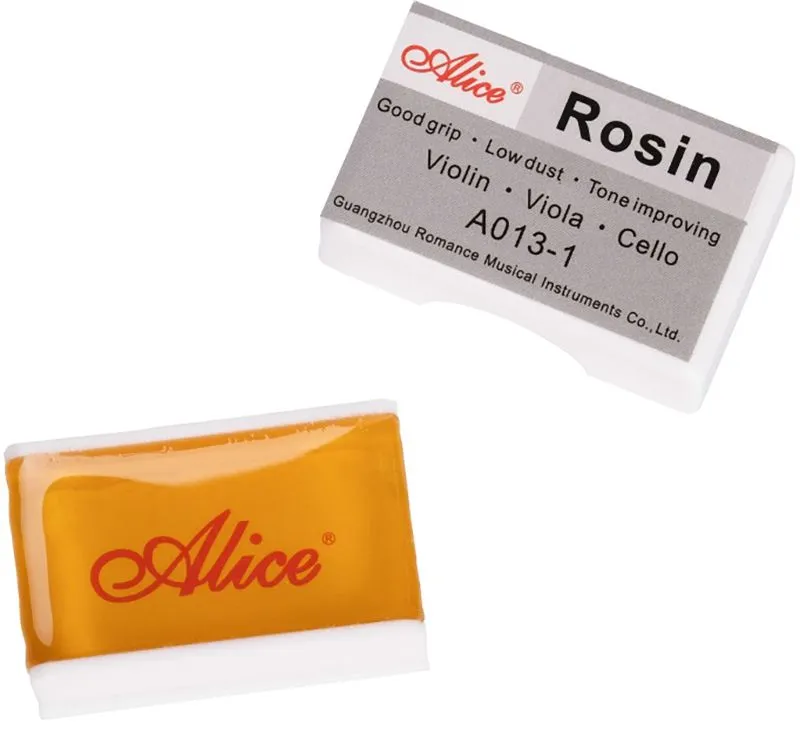 Alice®
Rosin
Good grip · Low dust · Tone improving
Violin · Viola · Cello
A013-1
Guangzhou Romance Musical Instruments Co.,Ltd.
Alice®